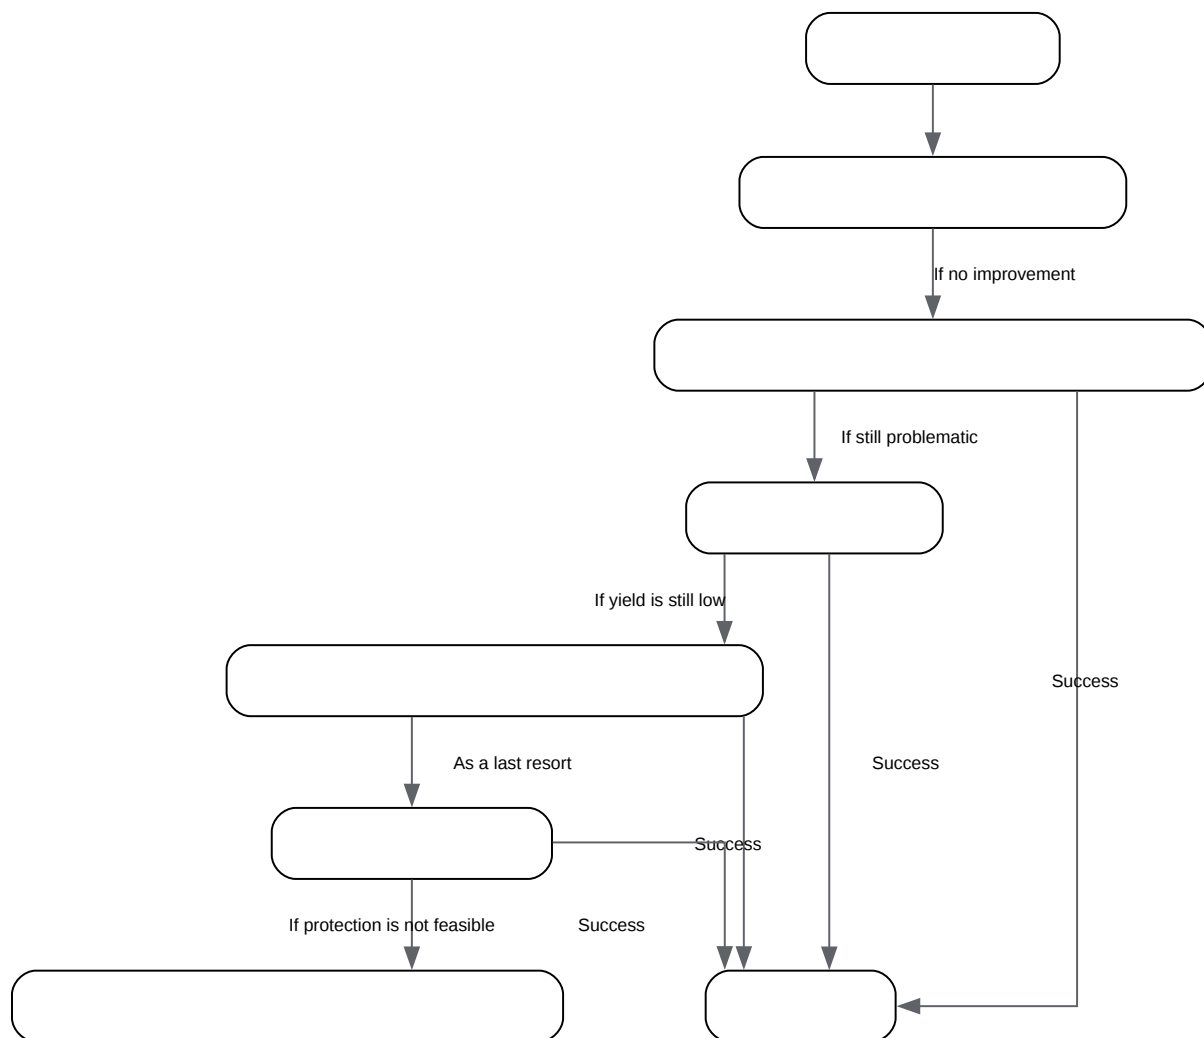 If no improvement
If still problematic
If yield is still low
Success
As a last resort
Success
Success
If protection is not feasible
Success